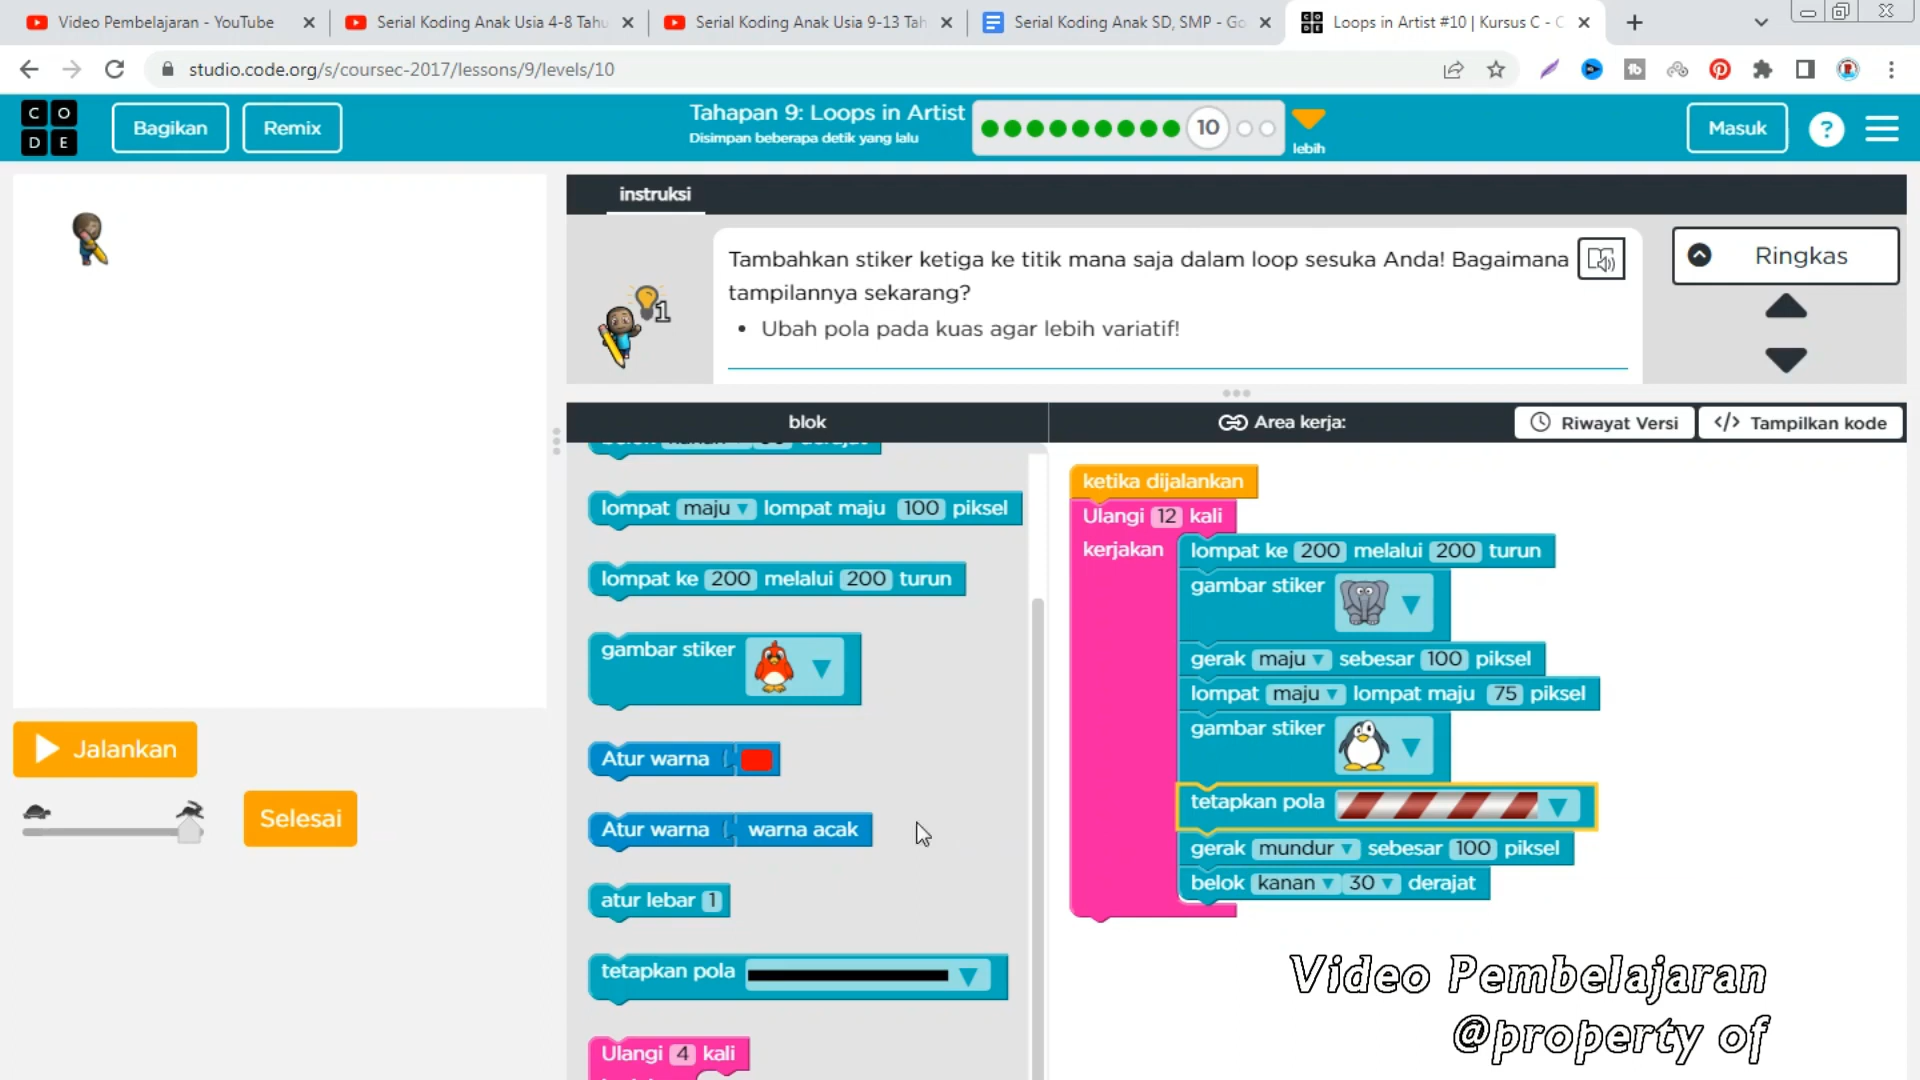 Video Pembelajaran - YouTube
Serial Koding Anak Usia 4-8 Tahu
Serial Koding Anak Usia 9-13 Tah
Serial Koding Anak SD, SMP - Go
Loops in Artist #10 | Kursus C - C
studio.code.org/s/coursec-2017/lessons/9/levels/10
C O D E
Bagikan
Remix
Tahapan 9: Loops in Artist
Disimpan beberapa detik yang lalu
10
lebih
Masuk
?
instruksi
1
Tambahkan stiker ketiga ke titik mana saja dalam loop sesuka Anda! Bagaimana
tampilannya sekarang?
• Ubah pola pada kuas agar lebih variatif!
Ringkas
blok
Area kerja:
Riwayat Versi
</> Tampilkan kode
lompat maju lompat maju 100 piksel
lompat ke 200 melalui 200 turun
gambar stiker
Atur warna
Atur warna warna acak
atur lebar 1
tetapkan pola
Ulangi 4 kali
ketika dijalankan
Ulangi 12 kali
kerjakan
lompat ke 200 melalui 200 turun
gambar stiker
gerak maju sebesar 100 piksel
lompat maju lompat maju 75 piksel
gambar stiker
tetapkan pola
gerak mundur sebesar 100 piksel
belok kanan 30 derajat
Jalankan
Selesai
Video Pembelajaran
@property of